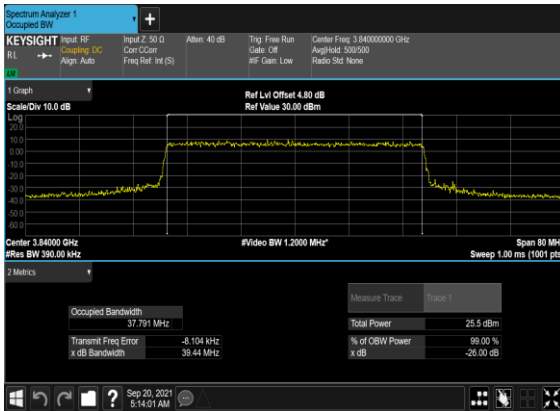 Spectrum Analyzer 1
Occupied BW
+
KEYSIGHT
RL
LXI
Input: RF
Coupling: DC
Align: Auto
Input Z: 50 Ω
Corr CCorr
Freq Ref: Int (S)
Atten: 40 dB
Trig: Free Run
Gate: Off
#IF Gain: Low
Center Freq: 3.840000000 GHz
Avg|Hold: 500/500
Radio Std: None
1 Graph
Scale/Div 10.0 dB
Ref Lvl Offset 4.80 dB
Ref Value 30.00 dBm
Log
20.0
10.0
0.00
-10.0
-20.0
-30.0
-40.0
-50.0
-60.0
Center 3.84000 GHz
#Res BW 390.00 kHz
#Video BW 1.2000 MHz*
Span 80 MH
Sweep 1.00 ms (1001 pts
2 Metrics
Measure Trace Trace 1
Occupied Bandwidth
37.791 MHz
Total Power 25.5 dBm
Transmit Freq Error -8.104 kHz
% of OBW Power 99.00 %
x dB Bandwidth 39.44 MHz
x dB -26.00 dB
?
Sep 20, 2021
5:14:01 AM